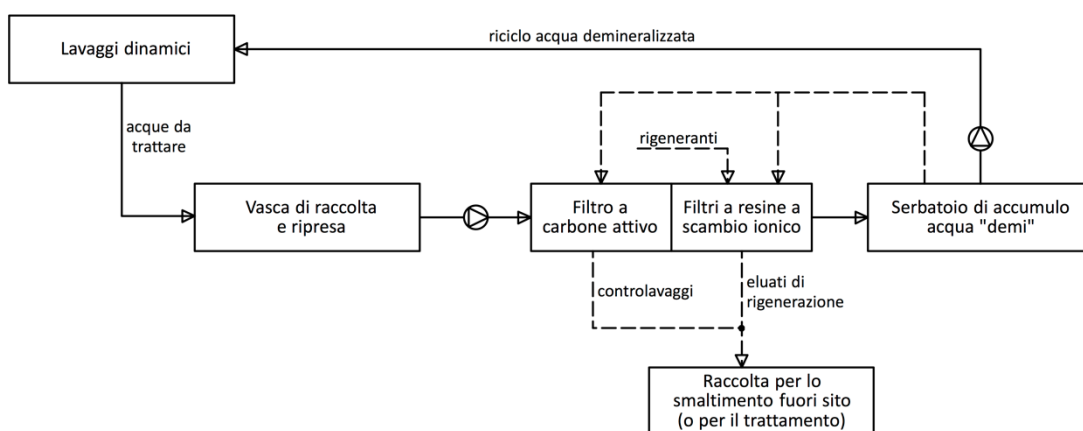 Lavaggi dinamici
riciclo acqua demineralizzata
acque da
trattare
rigeneranti
Vasca di raccolta
e ripresa
Filtro a
carbone attivo
Filtri a resine a
scambio ionico
Serbatoio di accumulo
acqua "demi"
controlavaggi
eluati di
rigenerazione
Raccolta per lo
smaltimento fuori sito
(o per il trattamento)